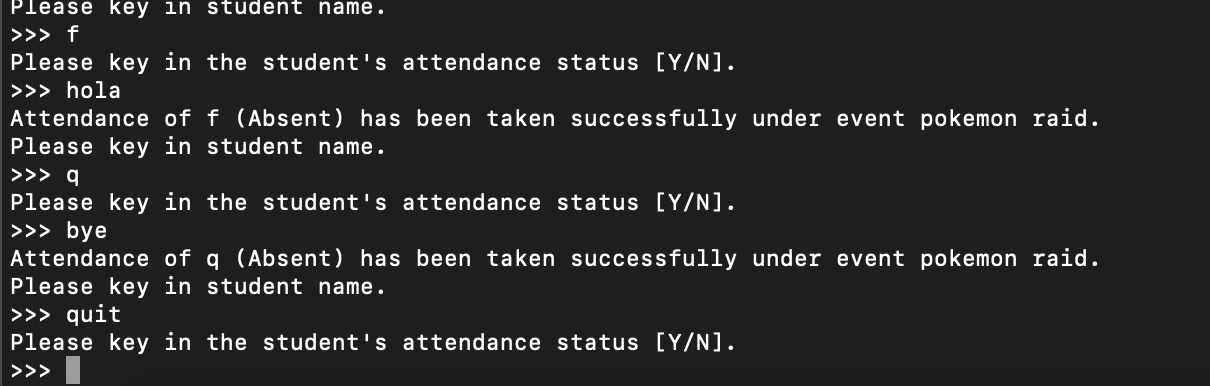 Please key in student name.
>>> f
Please key in the student's attendance status [Y/N].
>>> hola
Attendance of f (Absent) has been taken successfully under event pokemon raid.
Please key in student name.
>>> q
Please key in the student's attendance status [Y/N].
>>> bye
Attendance of q (Absent) has been taken successfully under event pokemon raid.
Please key in student name.
>>> quit
Please key in the student's attendance status [Y/N].
>>>